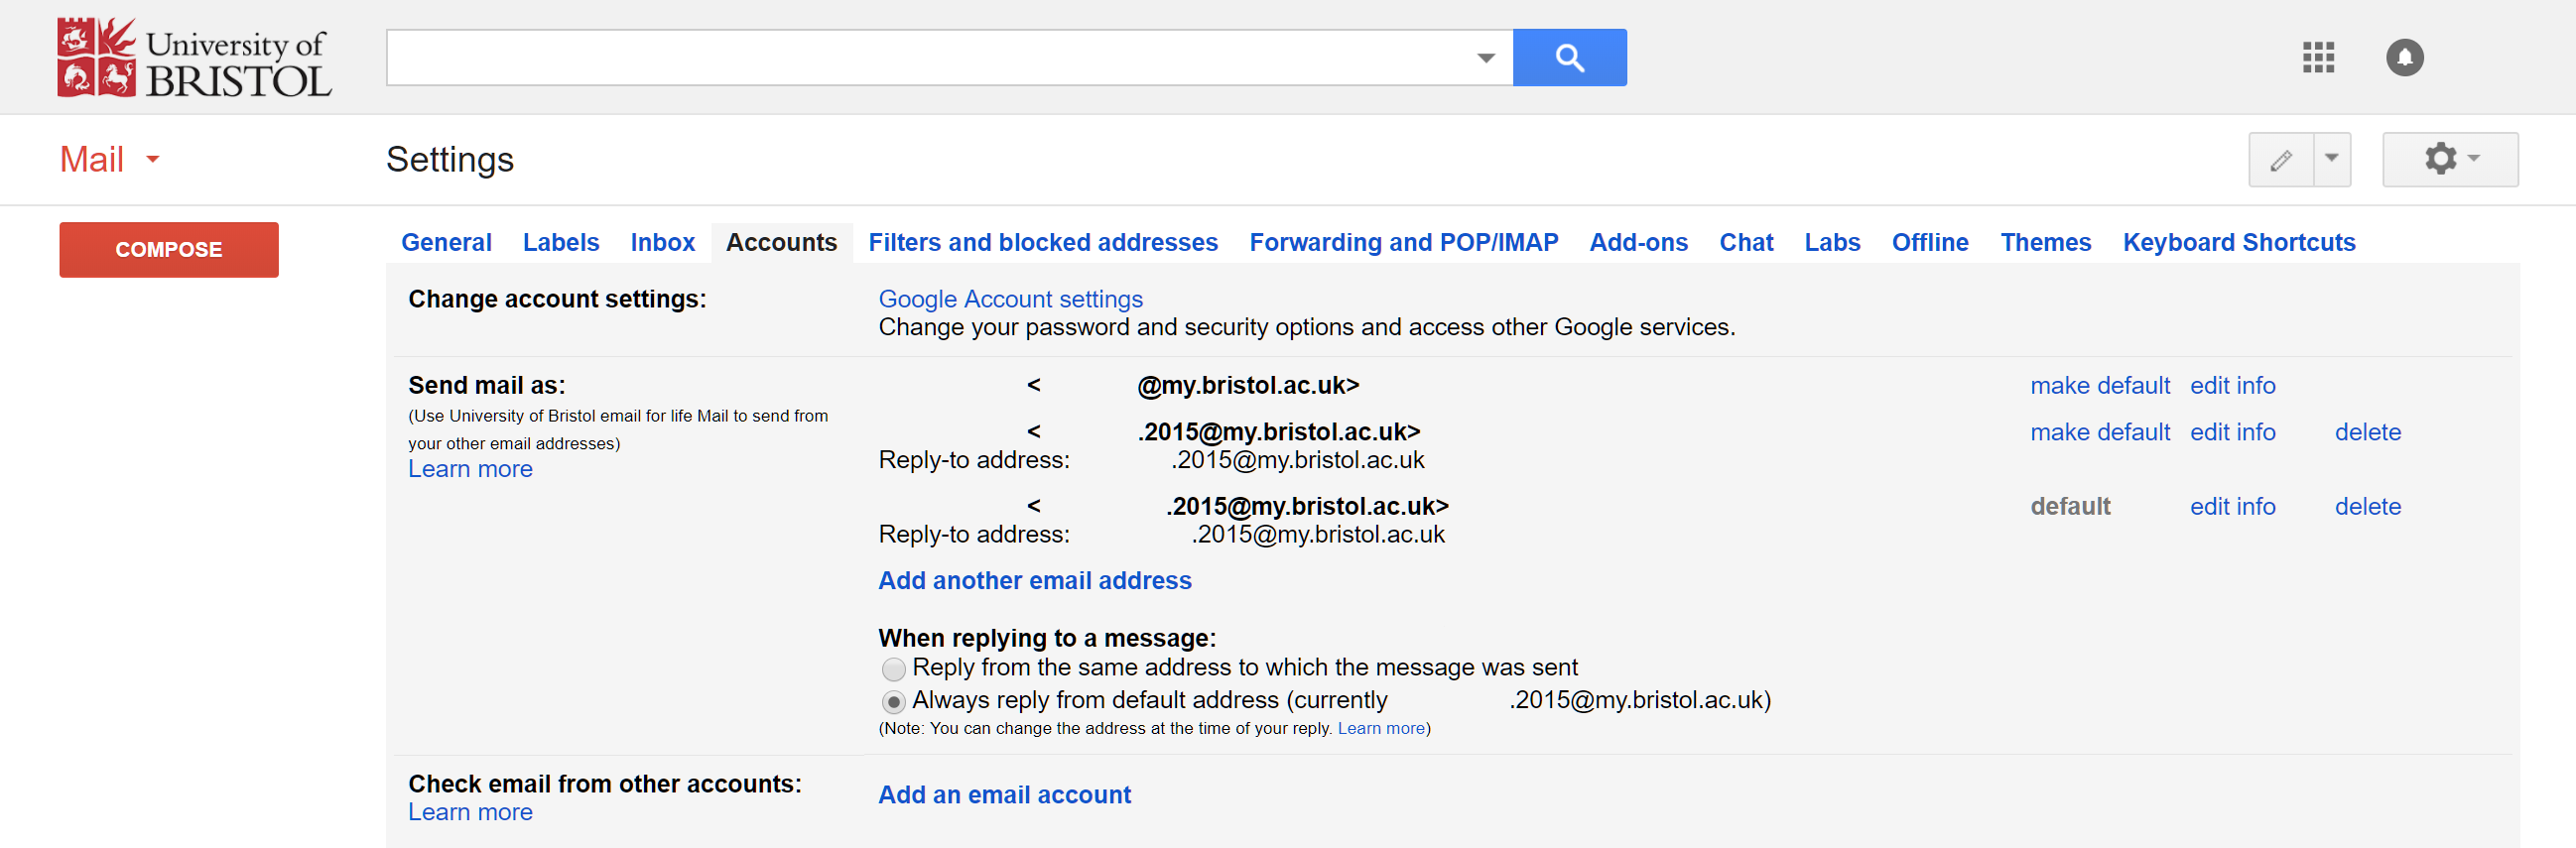 University of
BRISTOL
Mail
Settings
COMPOSE
General Labels Inbox Accounts Filters and blocked addresses Forwarding and POP/IMAP Add-ons Chat Labs Offline Themes Keyboard Shortcuts
Change account settings:
Google Account settings
Change your password and security options and access other Google services.
Send mail as:
(Use University of Bristol email for life Mail to send from
your other email addresses)
Learn more
< @my.bristol.ac.uk> make default edit info
< .2015@my.bristol.ac.uk> make default edit info delete
Reply-to address: .2015@my.bristol.ac.uk
< .2015@my.bristol.ac.uk> default edit info delete
Reply-to address: .2015@my.bristol.ac.uk
Add another email address
When replying to a message:
Reply from the same address to which the message was sent
Always reply from default address (currently .2015@my.bristol.ac.uk)
(Note: You can change the address at the time of your reply. Learn more)
Check email from other accounts:
Learn more
Add an email account